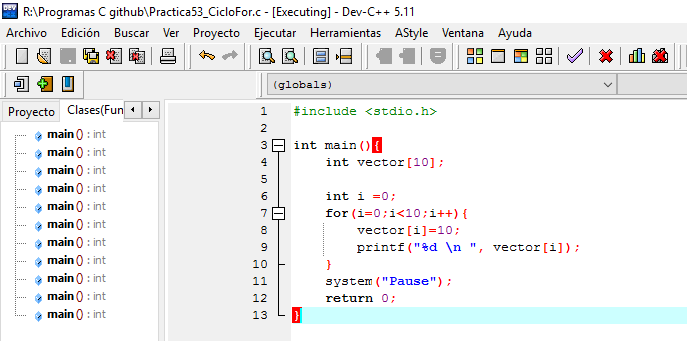 R:\Programas C github\Practica53_CicloFor.c - [Executing] - Dev-C++ 5.11
Archivo Edición Buscar Ver Proyecto Ejecutar Herramientas AStyle Ventana Ayuda
(globals)
Proyecto Clases(Fun
main() : int
main() : int
main() : int
main() : int
main() : int
main() : int
main() : int
main() : int
main() : int
main() : int
main() : int
1 #include <stdio.h>
2
3 int main(){
4 int vector[10];
5
6 int i =0;
7 for(i=0;i<10;i++){
8 vector[i]=10;
9 printf("%d \n ", vector[i]);
10 }
11 system("Pause");
12 return 0;
13 }